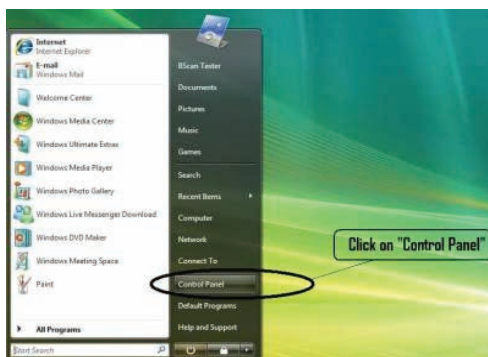 Internet
Internet Explorer
E-mail
Windows Mail
Welcome Center
Windows Media Center
Windows Ultimate Extras
Windows Media Player
Windows Photo Gallery
Windows Live Messenger Download
Windows DVD Maker
Windows Meeting Space
Paint
All Programs
Start Search
BScan Tester
Documents
Pictures
Music
Games
Search
Recent Items
Computer
Network
Connect To
Control Panel
Default Programs
Help and Support
Click on "Control Panel"